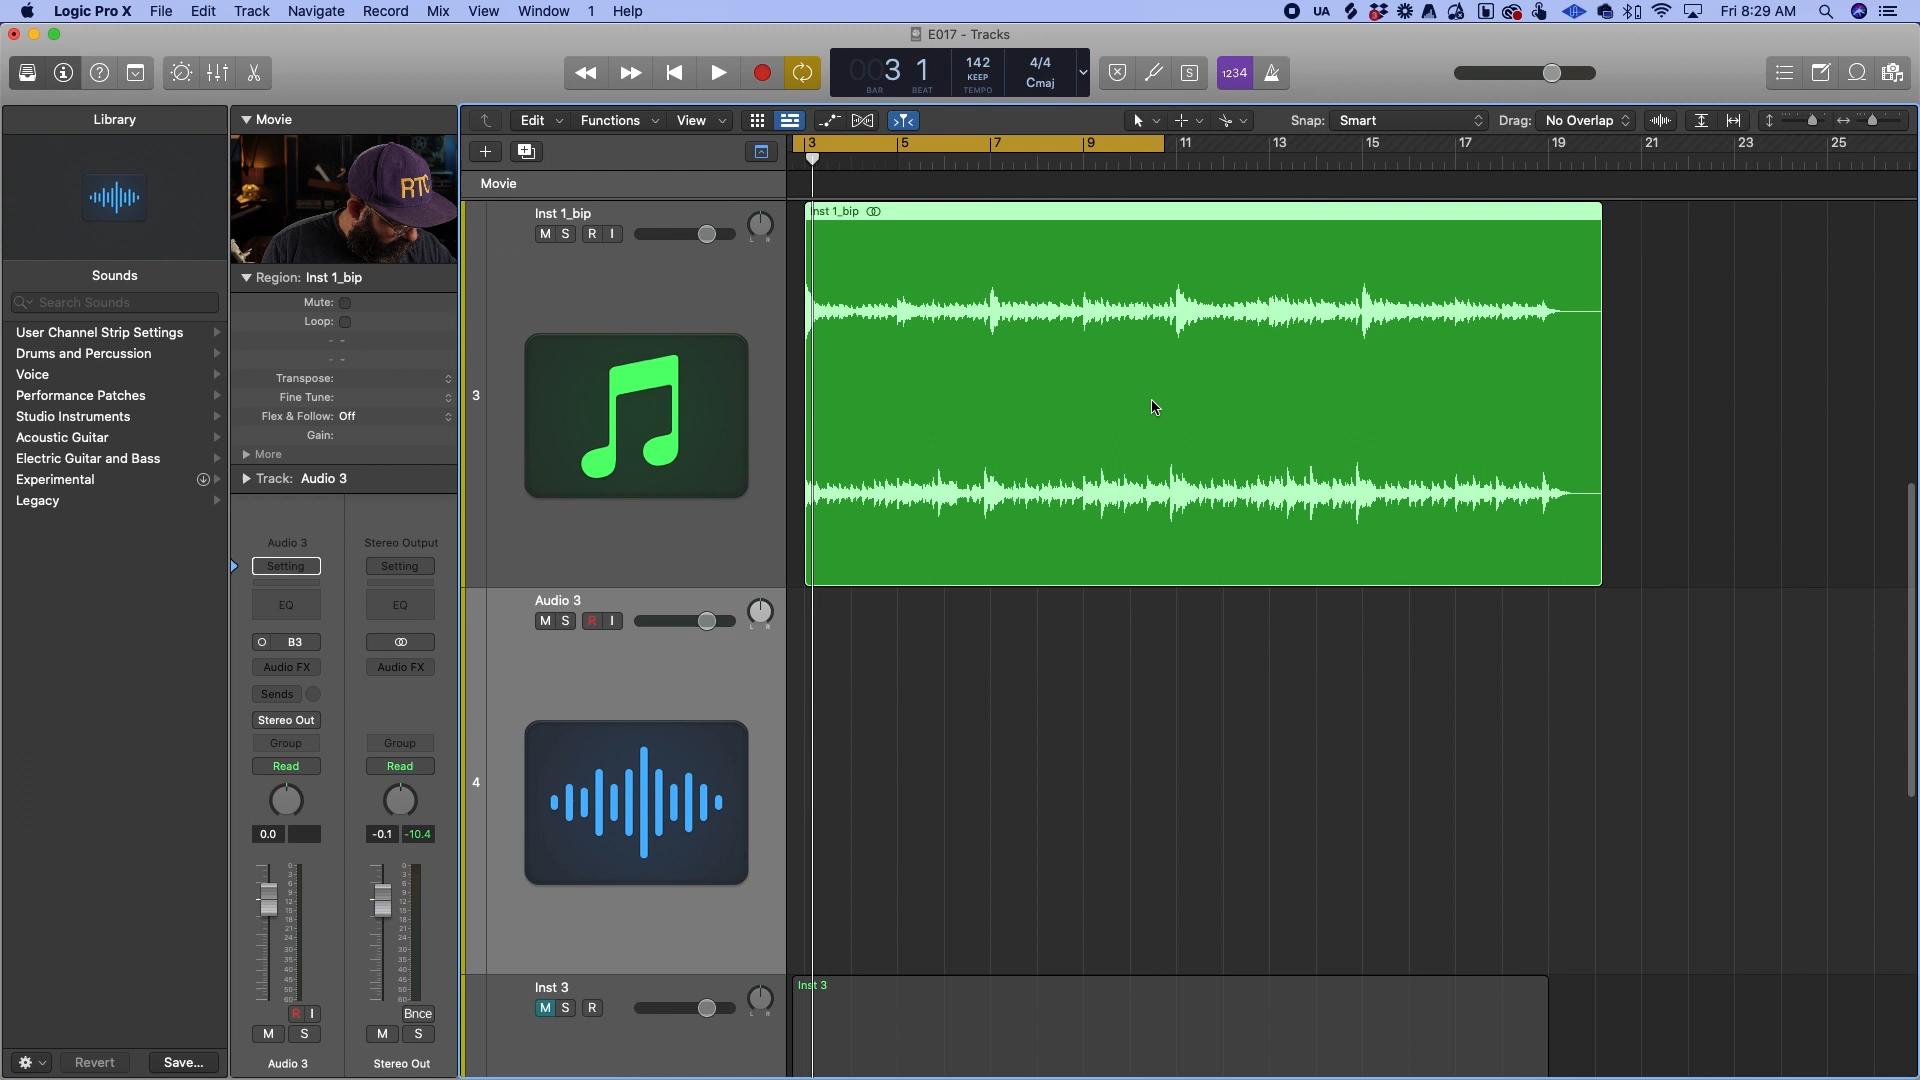 Logic Pro X File Edit Track Navigate Record Mix View Window 1 Help
UA
Fri 8:29 AM
E017 - Tracks
003 1
BAR BEAT
142
KEEP
TEMPO
4/4
Cmaj
S
1234
Library
Sounds
Search Sounds
User Channel Strip Settings
Drums and Percussion
Voice
Performance Patches
Studio Instruments
Acoustic Guitar
Electric Guitar and Bass
Experimental
Legacy
Revert
Save...
Movie
RTC
Region: Inst 1_bip
Mute:
Loop:
Transpose:
Fine Tune:
Flex & Follow: Off
Gain:
More
Track: Audio 3
Audio 3
Setting
EQ
B3
Audio FX
Sends
Stereo Out
Group
Read
0.0
R I
M S
Audio 3
Stereo Output
Setting
EQ
Audio FX
Group
Read
-0.1 -10.4
Bnce
M S
Stereo Out
Edit Functions View
Snap: Smart
Drag: No Overlap
3 5 7 9 11 13 15 17 19 21 23 25
Movie
3
Inst 1_bip
M S R I
L R
Inst 1_bip
4
Audio 3
M S R I
L R
Inst 3
M S R
L R
Inst 3